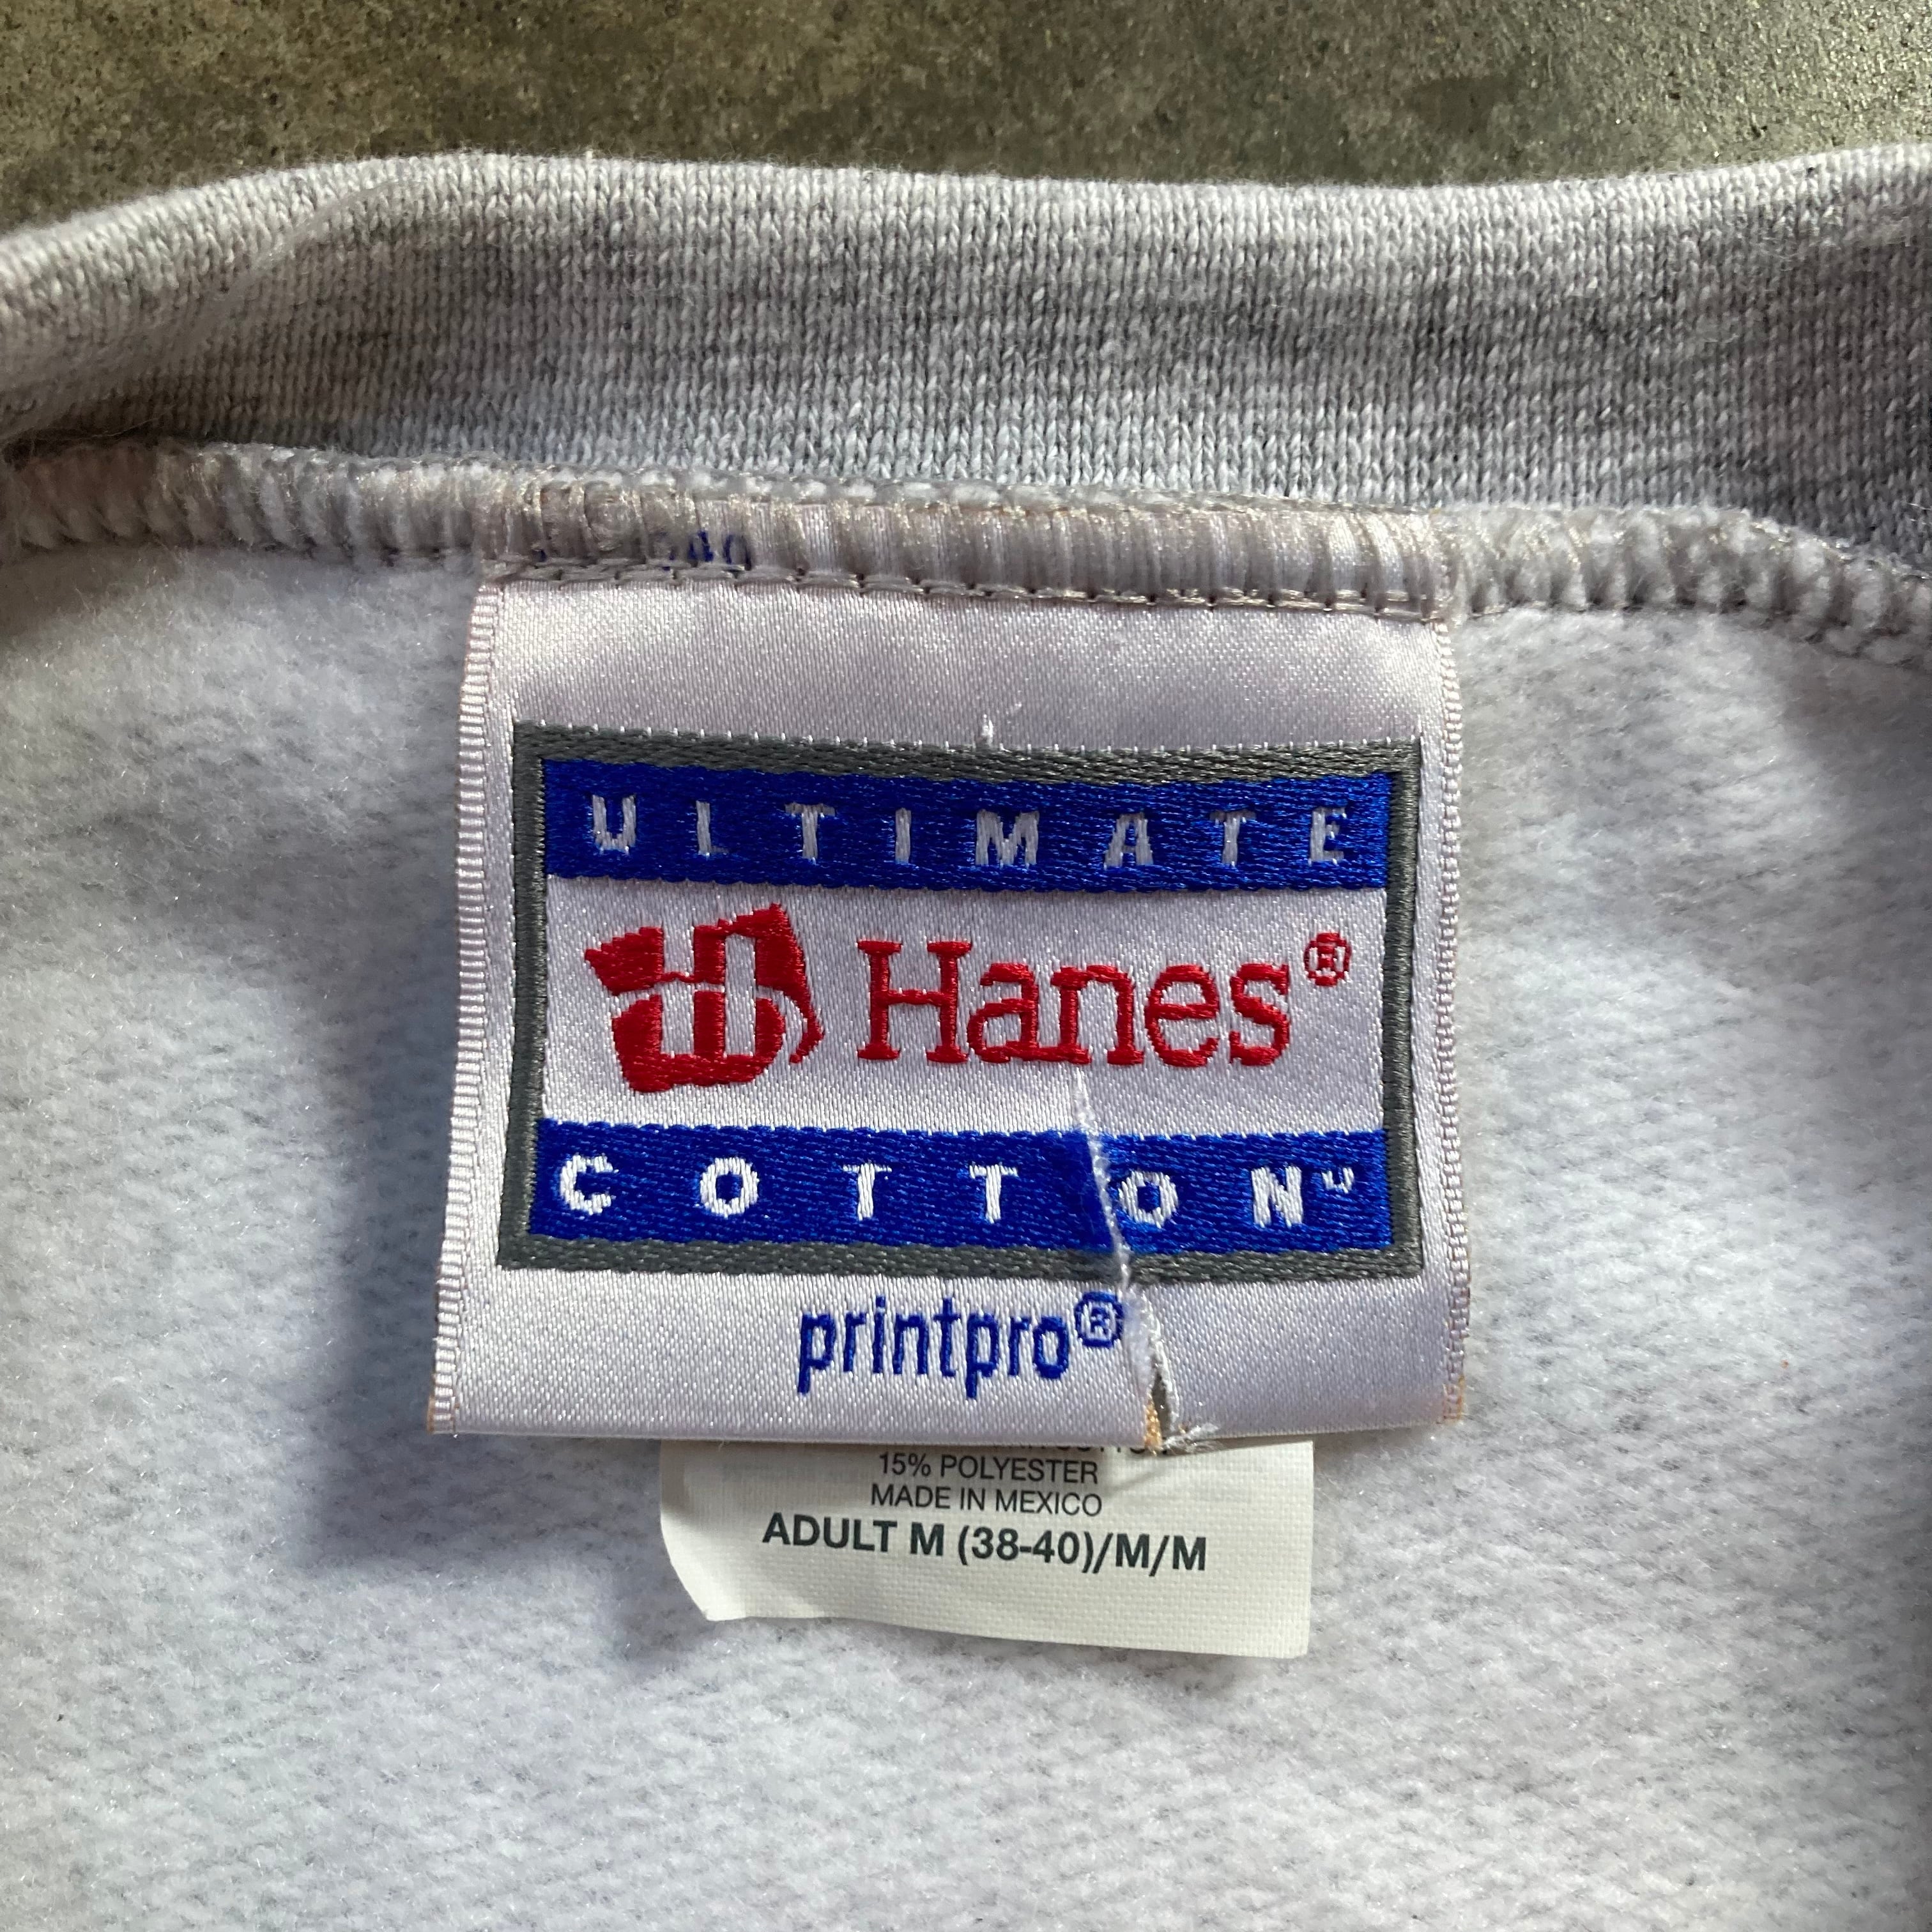 ULTIMATE
Hanes®
COTTON
printpro®
15% POLYESTER
MADE IN MEXICO
ADULT M (38-40)/M/M